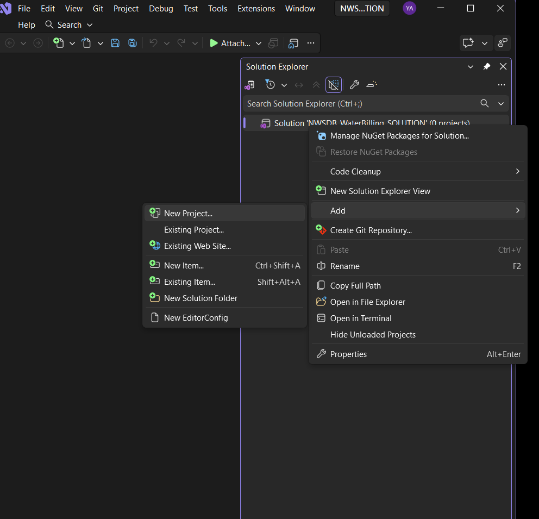 File Edit View Git Project Debug Test Tools Extensions Window NWS...TION YA
Help Search
Attach...
Solution Explorer
Search Solution Explorer (Ctrl+;)
Solution 'NWSDB_WaterBilling_SOLUTION' (0 projects)
Manage NuGet Packages for Solution...
Restore NuGet Packages
Code Cleanup
New Solution Explorer View
Add
Create Git Repository...
Paste Ctrl+V
Rename F2
Copy Full Path
Open in File Explorer
Open in Terminal
Hide Unloaded Projects
Properties Alt+Enter
New Project...
Existing Project...
Existing Web Site...
New Item... Ctrl+Shift+A
Existing Item... Shift+Alt+A
New Solution Folder
New EditorConfig